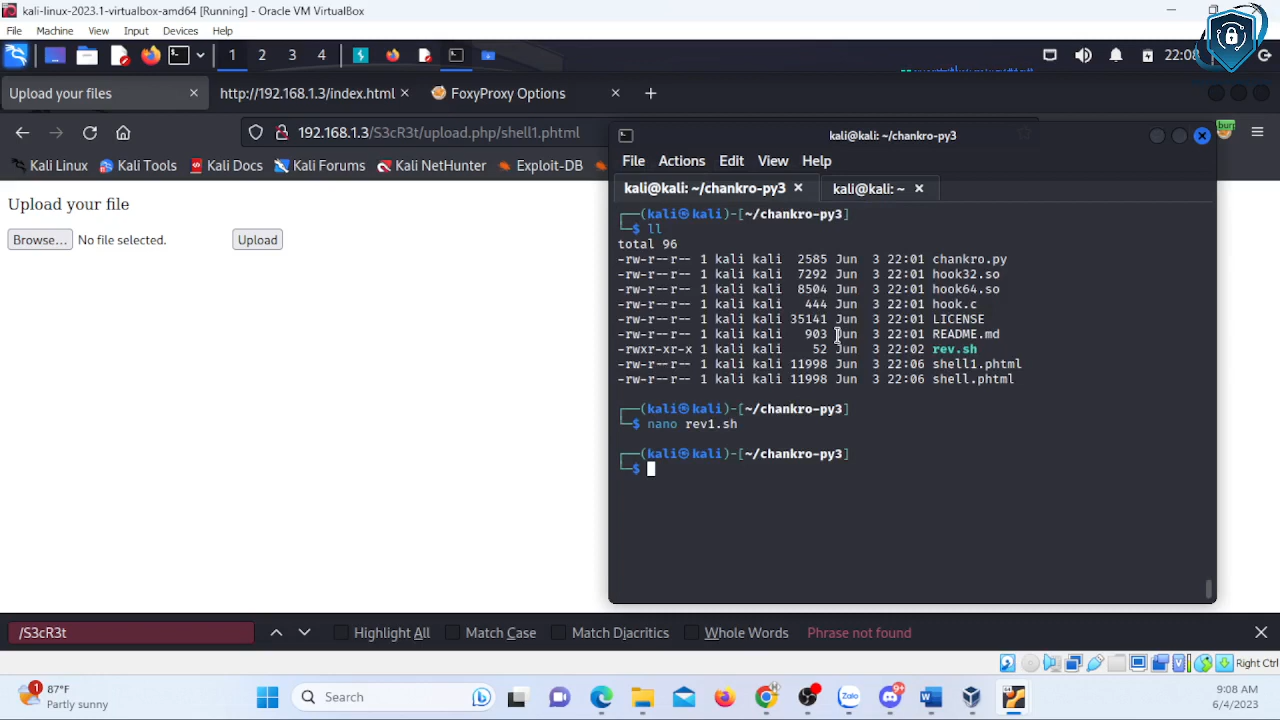 kali-linux-2023.1-virtualbox-amd64 [Running] - Oracle VM VirtualBox
File Machine View Input Devices Help
1 2 3 4 22:08
Upload your files http://192.168.1.3/index.html FoxyProxy Options
192.168.1.3/S3cR3t/upload.php/shell1.phtml
burp
Kali Linux Kali Tools Kali Docs Kali Forums Kali NetHunter Exploit-DB
Upload your file
Browse... No file selected. Upload
kali@kali: ~/chankro-py3
File Actions Edit View Help
kali@kali: ~/chankro-py3 kali@kali: ~
┌──(kali㉿kali)-[~/chankro-py3]
└─$ ll
total 96
-rw-r--r-- 1 kali kali  2585 Jun  3 22:01 chankro.py
-rw-r--r-- 1 kali kali  7292 Jun  3 22:01 hook32.so
-rw-r--r-- 1 kali kali  8504 Jun  3 22:01 hook64.so
-rw-r--r-- 1 kali kali   444 Jun  3 22:01 hook.c
-rw-r--r-- 1 kali kali 35141 Jun  3 22:01 LICENSE
-rw-r--r-- 1 kali kali   903 Jun  3 22:01 README.md
-rwxr-xr-x 1 kali kali    52 Jun  3 22:02 rev.sh
-rw-r--r-- 1 kali kali 11998 Jun  3 22:06 shell1.phtml
-rw-r--r-- 1 kali kali 11998 Jun  3 22:06 shell.phtml
┌──(kali㉿kali)-[~/chankro-py3]
└─$ nano rev1.sh
┌──(kali㉿kali)-[~/chankro-py3]
└─$
/S3cR3t Highlight All Match Case Match Diacritics Whole Words Phrase not found
Right Ctrl
1 87°F
Partly sunny
Search
Zalo 9+
9:08 AM
6/4/2023